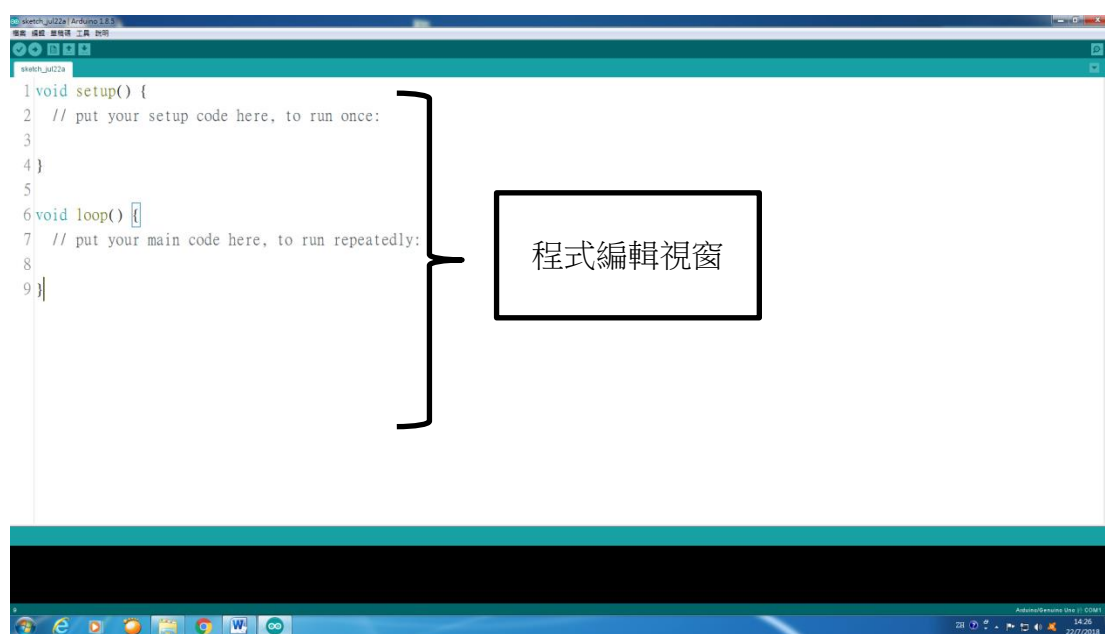 sketch_jul22a | Arduino 1.8.5
檔案 編輯 草稿碼 工具 說明
sketch_jul22a
1 void setup() {
2 // put your setup code here, to run once:
3
4 }
5
6 void loop() {
7 // put your main code here, to run repeatedly:
8
9 }
程式編輯視窗
9
Arduino/Genuino Uno 於 COM1
ZH
14:26
22/7/2018